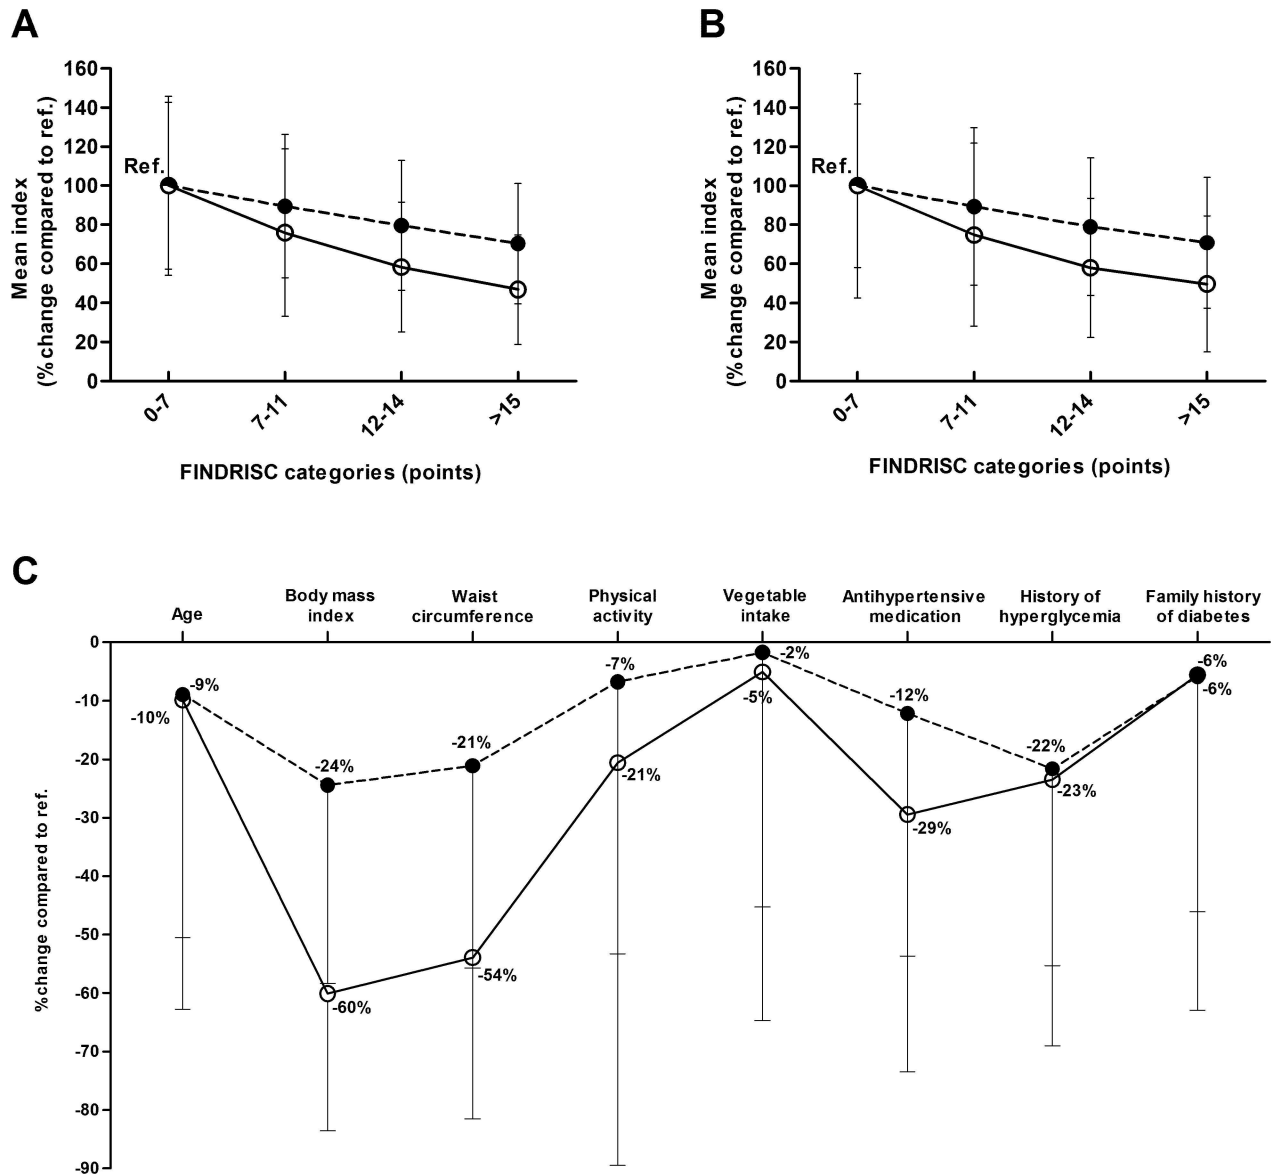 A
Mean index
(%change compared to ref.)
160
140
120
100
80
60
40
20
0
Ref.
0-7
7-11
12-14
>15
FINDRISC categories (points)
B
Mean index
(%change compared to ref.)
160
140
120
100
80
60
40
20
0
Ref.
0-7
7-11
12-14
>15
FINDRISC categories (points)
C
Age
Body mass
index
Waist
circumference
Physical
activity
Vegetable
intake
Antihypertensive
medication
History of
hyperglycemia
Family history
of diabetes
%change compared to ref.
0
-10
-20
-30
-40
-50
-60
-70
-80
-90
-9%
-10%
-24%
-60%
-21%
-54%
-7%
-21%
-2%
-5%
-12%
-29%
-22%
-23%
-6%
-6%